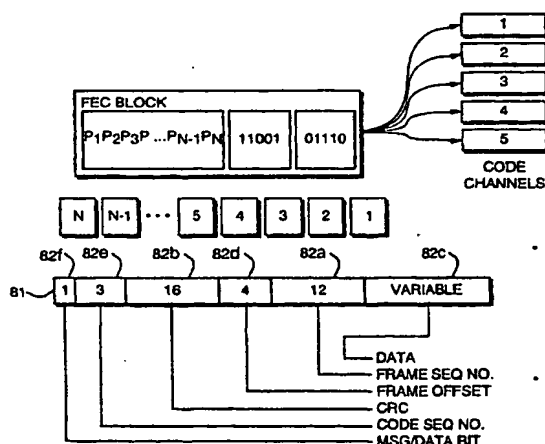 1
2
3
4
5
CODE
CHANNELS
FEC BLOCK
P1P2P3P ...PN-1PN 11001 01110
N N-1 ••• 5 4 3 2 1
82f 82e 82b 82d 82a 82c
81 1 3 16 4 12 VARIABLE
DATA
FRAME SEQ NO.
FRAME OFFSET
CRC
CODE SEQ NO.
MSG/DATA BIT